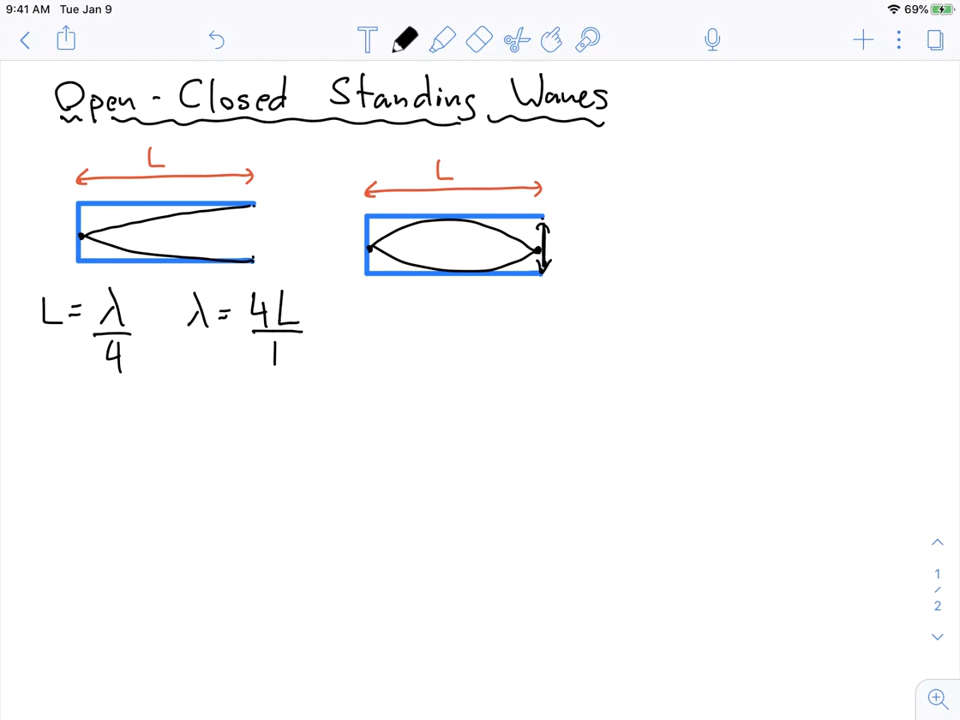 9:41 AM Tue Jan 9
69%
T
Open - Closed Standing Waves
L
L
L = λ/4 λ = 4L/1
1
/
2